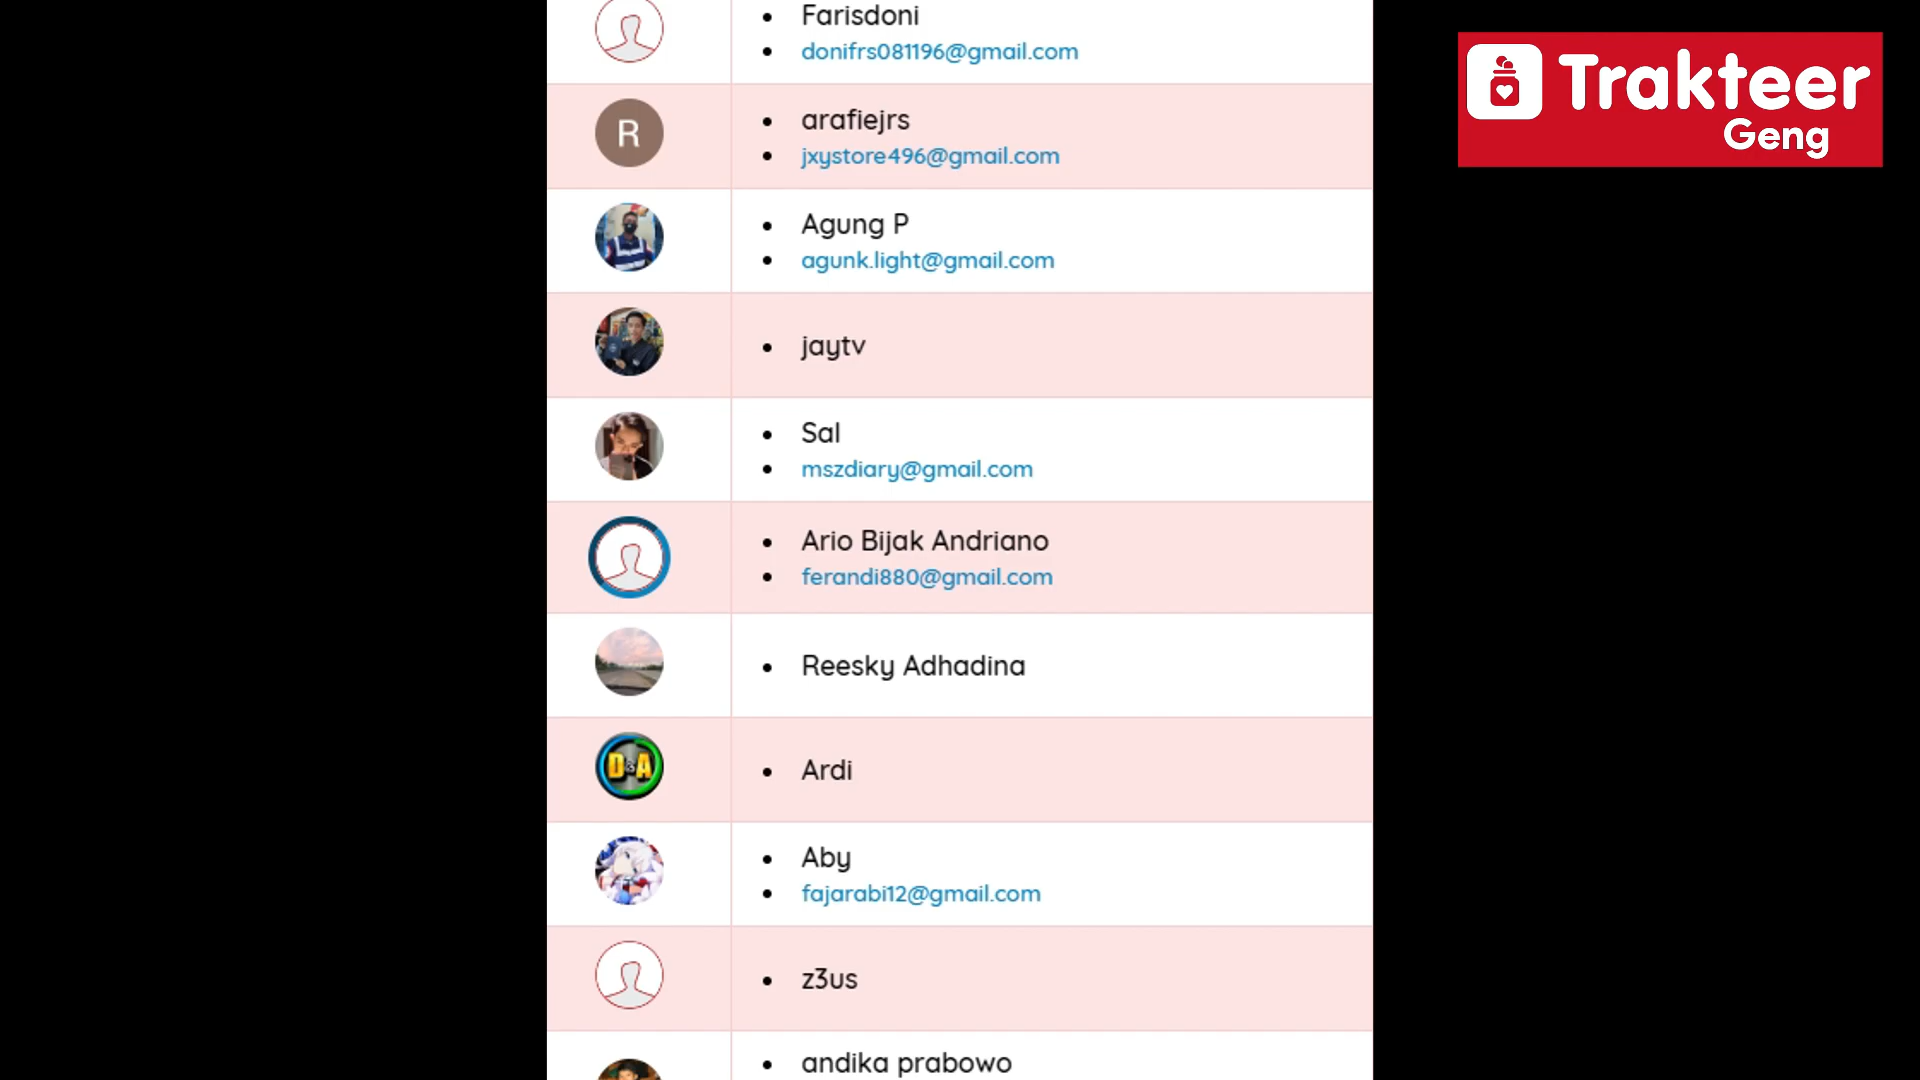 Farisdoni
donifrs081196@gmail.com
R
arafiejrs
jxystore496@gmail.com
Agung P
agunk.light@gmail.com
jaytv
Sal
mszdiary@gmail.com
Ario Bijak Andriano
ferandi880@gmail.com
Reesky Adhadina
D&A
Ardi
Aby
fajarabi12@gmail.com
z3us
andika prabowo
Trakteer
Geng